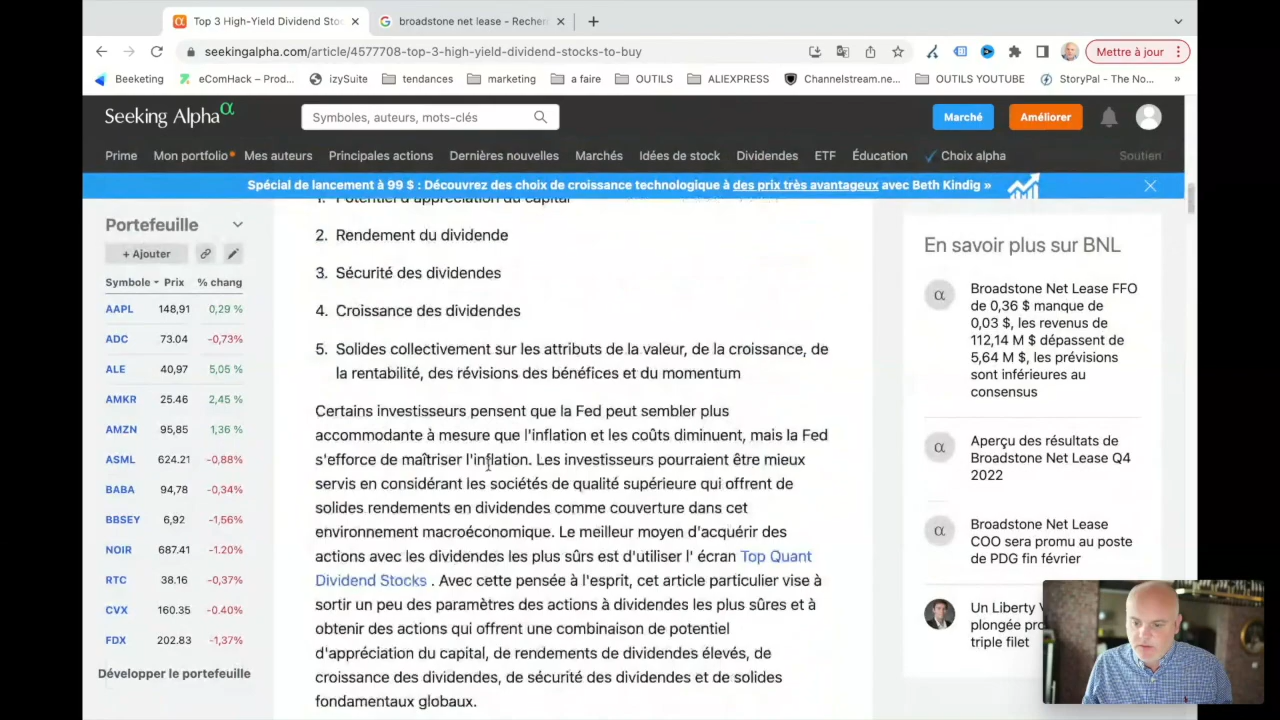 Top 3 High-Yield Dividend Sto
broadstone net lease - Recher
seekingalpha.com/article/4577708-top-3-high-yield-dividend-stocks-to-buy
Mettre à jour
Beeketing
eComHack – Prod...
izySuite
tendances
marketing
a faire
OUTILS
ALIEXPRESS
Channelstream.ne...
OUTILS YOUTUBE
StoryPal - The No...
»
Seeking Alpha α
Symboles, auteurs, mots-clés
Marché
Améliorer
Prime
Mon portfolio
Mes auteurs
Principales actions
Dernières nouvelles
Marchés
Idées de stock
Dividendes
ETF
Éducation
Choix alpha
Soutien
Spécial de lancement à 99 $ : Découvrez des choix de croissance technologique à des prix très avantageux avec Beth Kindig »
Portefeuille
+ Ajouter
Symbole Prix % chang
AAPL 148,91 0,29 %
ADC 73.04 -0,73%
ALE 40,97 5,05 %
AMKR 25.46 2,45 %
AMZN 95,85 1,36 %
ASML 624.21 -0,88%
BABA 94,78 -0,34%
BBSEY 6,92 -1,56%
NOIR 687.41 -1.20%
RTC 38.16 -0,37%
CVX 160.35 -0.40%
FDX 202.83 -1,37%
Développer le portefeuille
1. Potentiel d'appréciation du capital
2. Rendement du dividende
3. Sécurité des dividendes
4. Croissance des dividendes
5. Solides collectivement sur les attributs de la valeur, de la croissance, de
la rentabilité, des révisions des bénéfices et du momentum
Certains investisseurs pensent que la Fed peut sembler plus
accommodante à mesure que l'inflation et les coûts diminuent, mais la Fed
s'efforce de maîtriser l'inflation. Les investisseurs pourraient être mieux
servis en considérant les sociétés de qualité supérieure qui offrent de
solides rendements en dividendes comme couverture dans cet
environnement macroéconomique. Le meilleur moyen d'acquérir des
actions avec les dividendes les plus sûrs est d'utiliser l' écran Top Quant
Dividend Stocks . Avec cette pensée à l'esprit, cet article particulier vise à
sortir un peu des paramètres des actions à dividendes les plus sûres et à
obtenir des actions qui offrent une combinaison de potentiel
d'appréciation du capital, de rendements de dividendes élevés, de
croissance des dividendes, de sécurité des dividendes et de solides
fondamentaux globaux.
En savoir plus sur BNL
Broadstone Net Lease FFO
de 0,36 $ manque de
0,03 $, les revenus de
112,14 M $ dépassent de
5,64 M $, les prévisions
sont inférieures au
consensus
Aperçu des résultats de
Broadstone Net Lease Q4
2022
Broadstone Net Lease
COO sera promu au poste
de PDG fin février
Un Liberty
plongée
triple filet